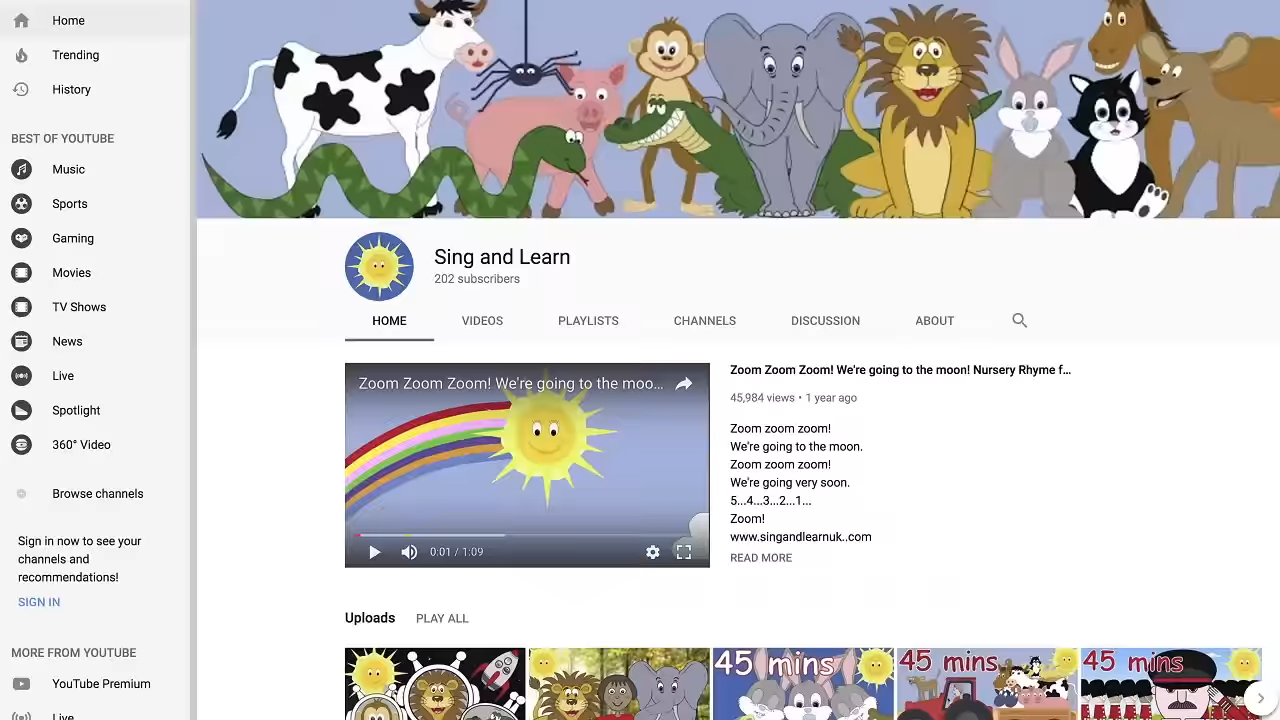 Home
Trending
History
BEST OF YOUTUBE
Music
Sports
Gaming
Movies
TV Shows
News
Live
Spotlight
360° Video
Browse channels
Sign in now to see your
channels and
recommendations!
SIGN IN
MORE FROM YOUTUBE
YouTube Premium
Live
Sing and Learn
202 subscribers
HOME VIDEOS PLAYLISTS CHANNELS DISCUSSION ABOUT
Zoom Zoom Zoom! We're going to the moo...
0:01 / 1:09
Zoom Zoom Zoom! We're going to the moon! Nursery Rhyme f...
45,984 views • 1 year ago
Zoom zoom zoom!
We're going to the moon.
Zoom zoom zoom!
We're going very soon.
5...4...3...2...1...
Zoom!
www.singandlearnuk..com
READ MORE
Uploads PLAY ALL
45 mins
45 mins
45 mins